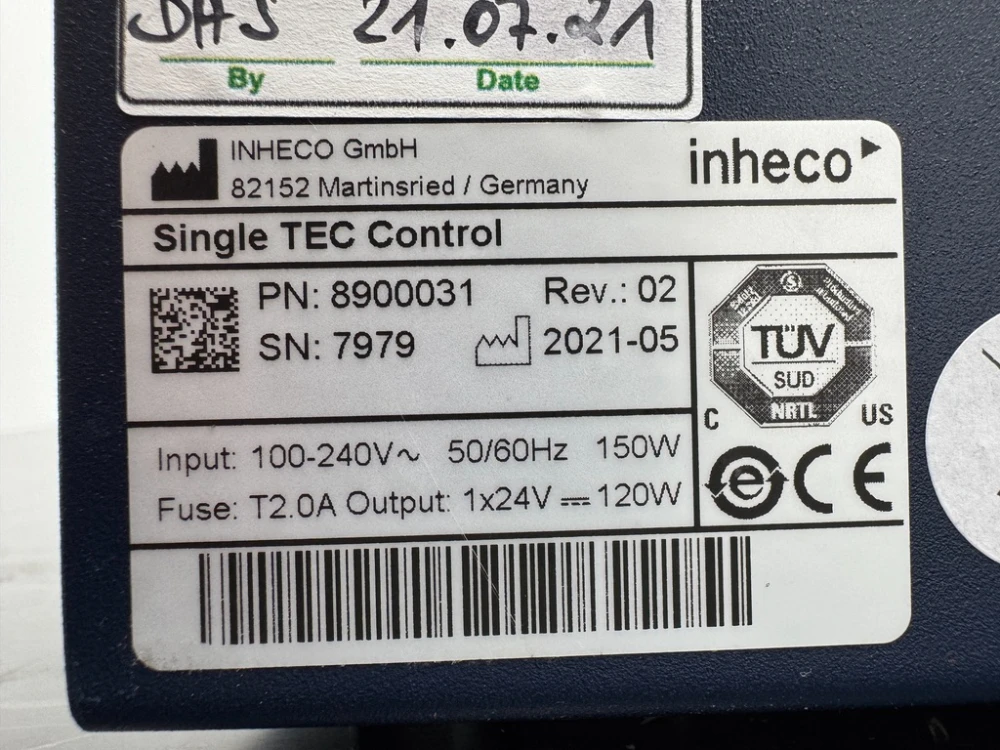 DHS 21.07.21
By Date
INHECO GmbH
82152 Martinsried / Germany
inheco
Single TEC Control
PN: 8900031 Rev.: 02
SN: 7979 2021-05
TÜV
SUD
NRTL
C US
Input: 100-240V~ 50/60Hz 150W
Fuse: T2.0A Output: 1x24V ⎓ 120W
e CE